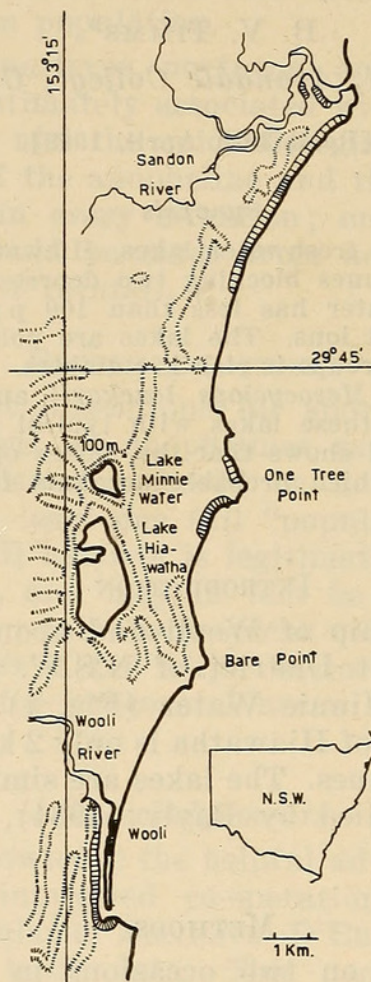 153°15'
Sandon
River
29°45'
100m
Lake
Minnie
Water
One Tree
Point
Lake
Hia-
watha
Bare Point
Wooli
River
N.S.W.
Wooli
1 Km.